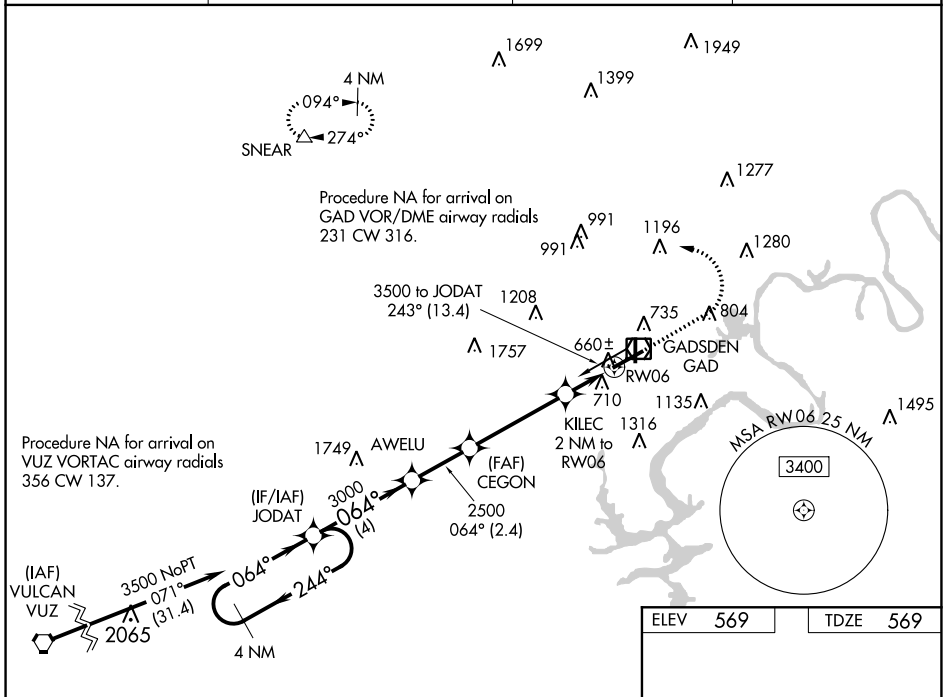 1699
1949
1399
4 NM
094°
274°
SNEAR
1277
Procedure NA for arrival on
GAD VOR/DME airway radials
231 CW 316.
991
991
1196
1280
3500 to JODAT
243° (13.4)
1208
735
804
1757
660±
GADSDEN
GAD
RW06
710
1135
1495
KILEC
2 NM to
RW06
1316
MSA RW06 25 NM
3400
Procedure NA for arrival on
VUZ VORTAC airway radials
356 CW 137.
1749
AWELU
(FAF)
CEGON
(IF/IAF)
JODAT
3000
064°
(4)
2500
064° (2.4)
(IAF)
VULCAN
VUZ
3500 NoPT
071°
(31.4)
064°
244°
2065
4 NM
ELEV 569
TDZE 569